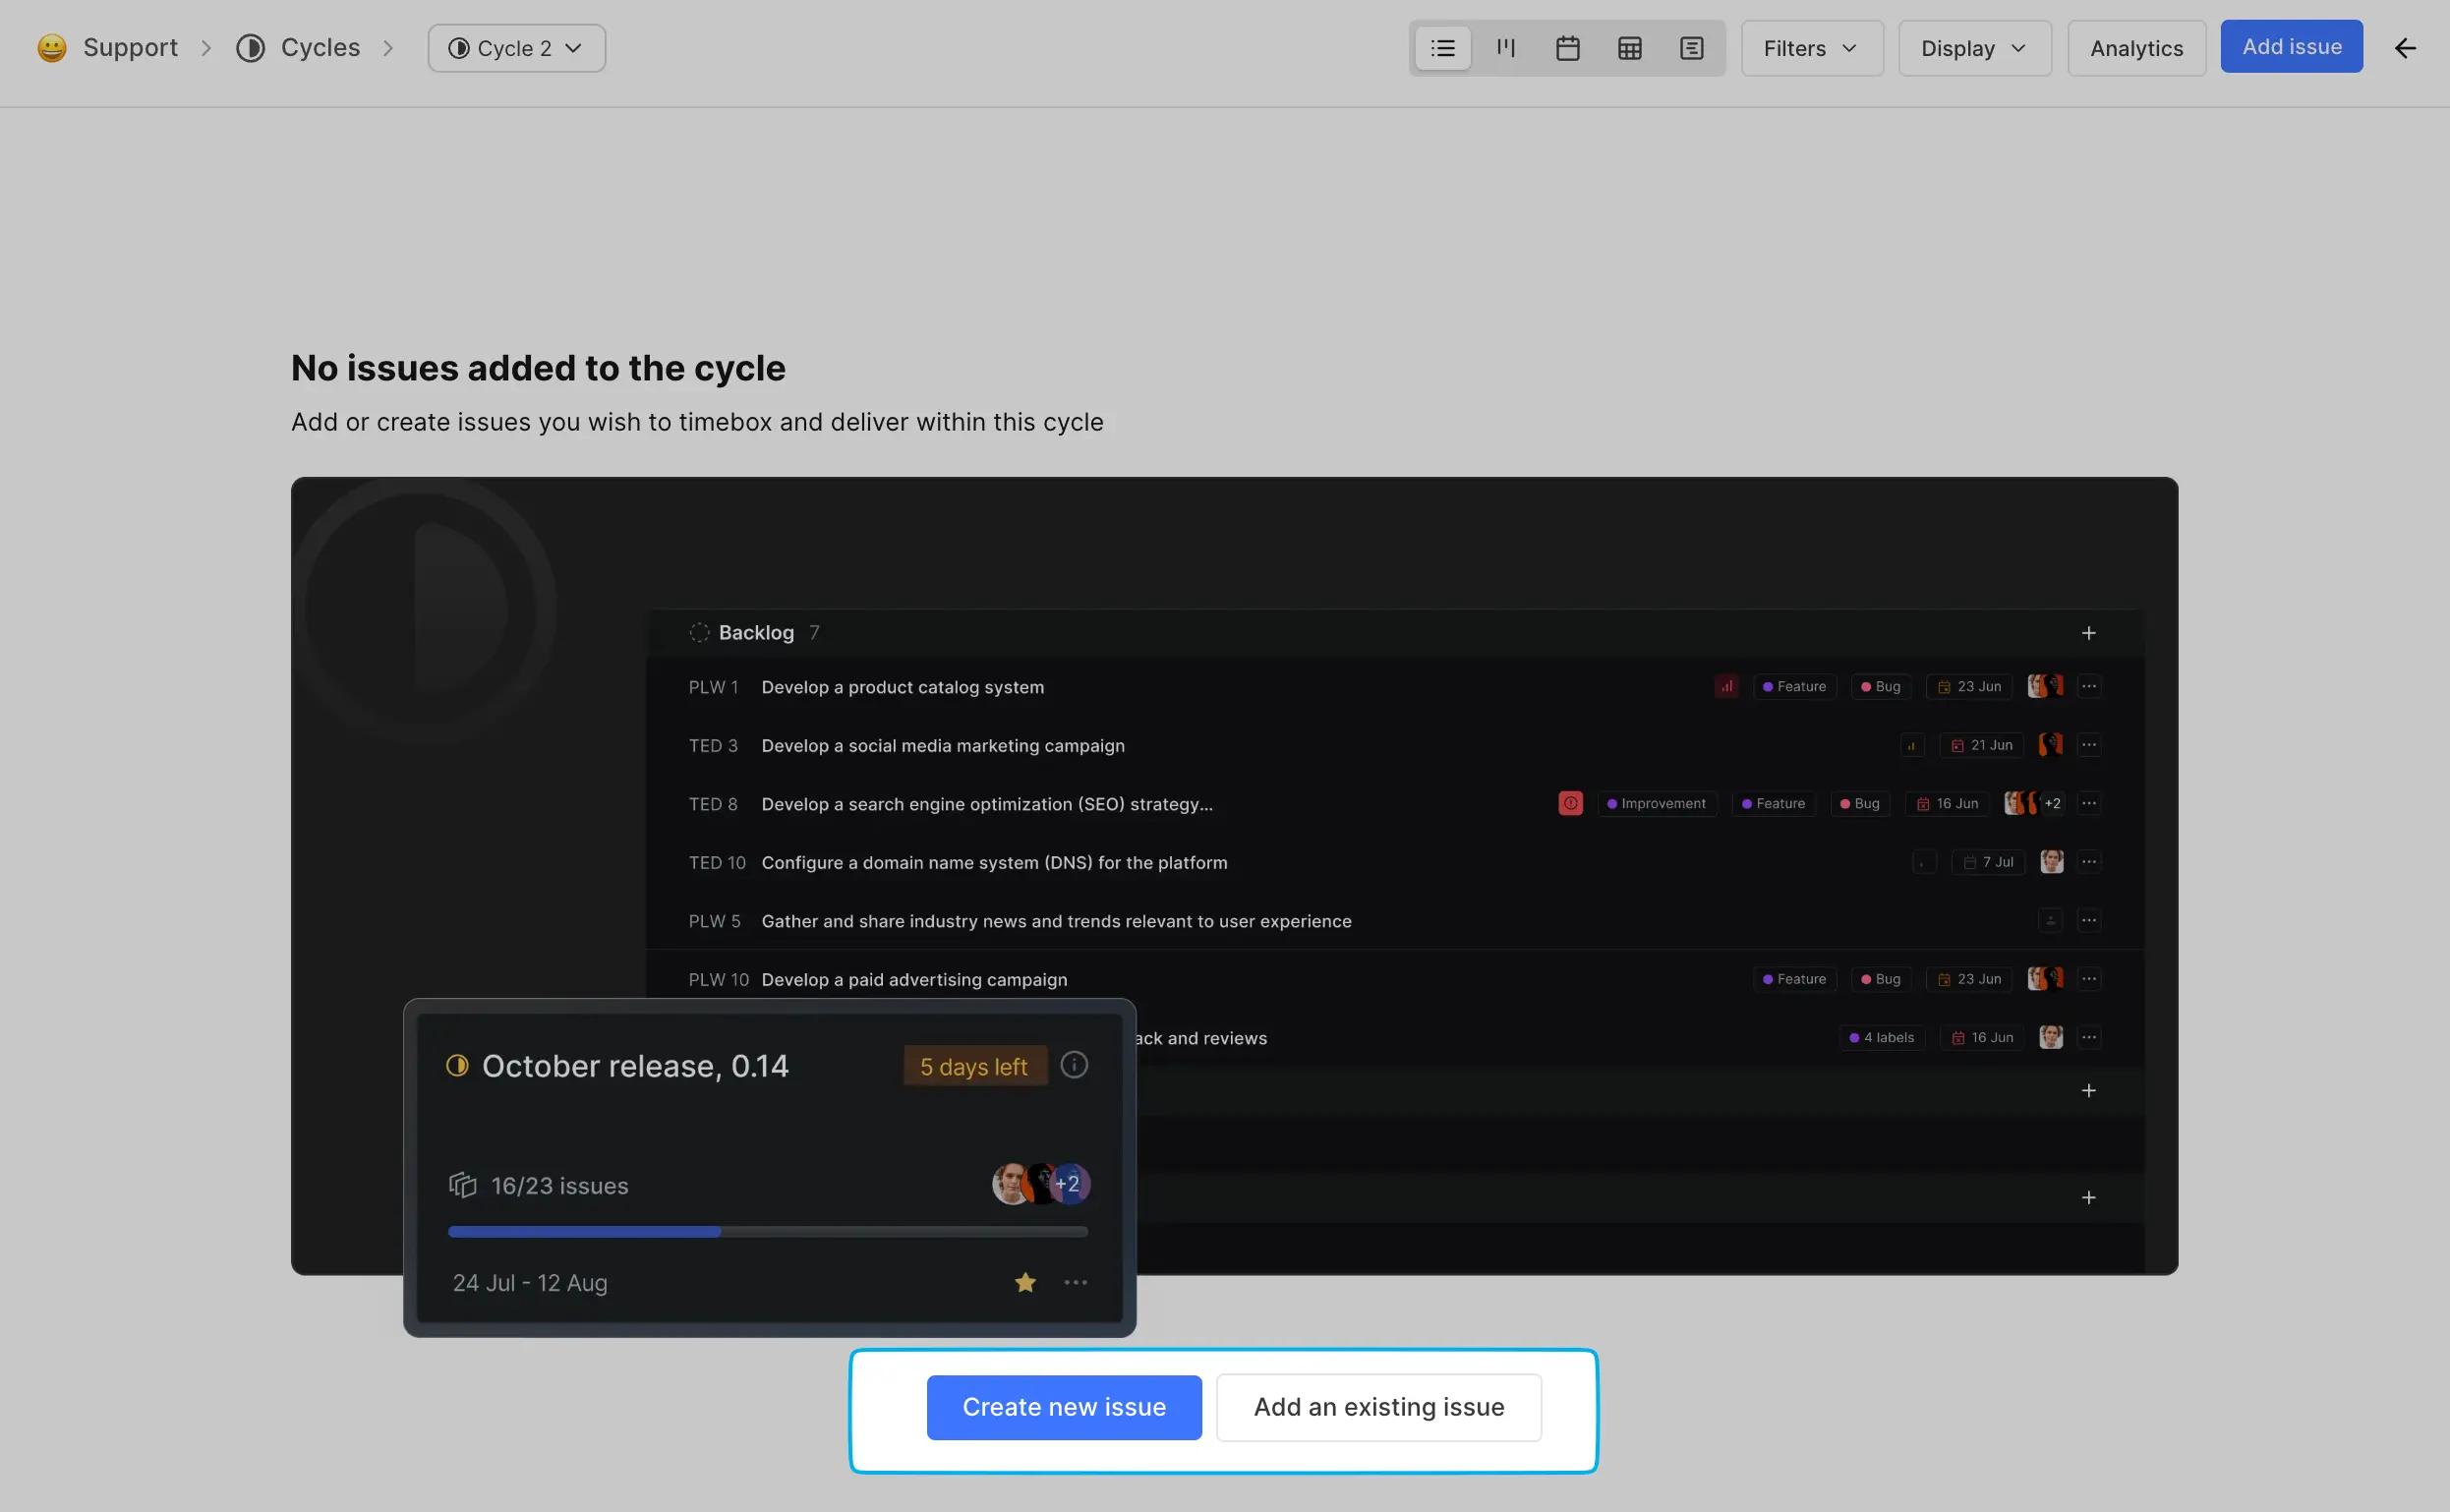 Support > Cycles > Cycle 2 Filters Display Analytics Add issue
No issues added to the cycle
Add or create issues you wish to timebox and deliver within this cycle
Backlog 7
PLW 1 Develop a product catalog system Feature Bug 23 Jun
TED 3 Develop a social media marketing campaign 21 Jun
TED 8 Develop a search engine optimization (SEO) strategy... Improvement Feature Bug 16 Jun +2
TED 10 Configure a domain name system (DNS) for the platform 7 Jul
PLW 5 Gather and share industry news and trends relevant to user experience
PLW 10 Develop a paid advertising campaign Feature Bug 23 Jun
ack and reviews 4 labels 16 Jun
October release, 0.14 5 days left
16/23 issues +2
24 Jul - 12 Aug
Create new issue Add an existing issue